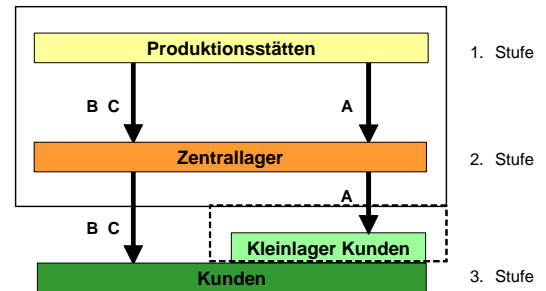 Produktionsstätten
1. Stufe
B C
A
Zentrallager
2. Stufe
A
B C
Kleinlager Kunden
Kunden
3. Stufe